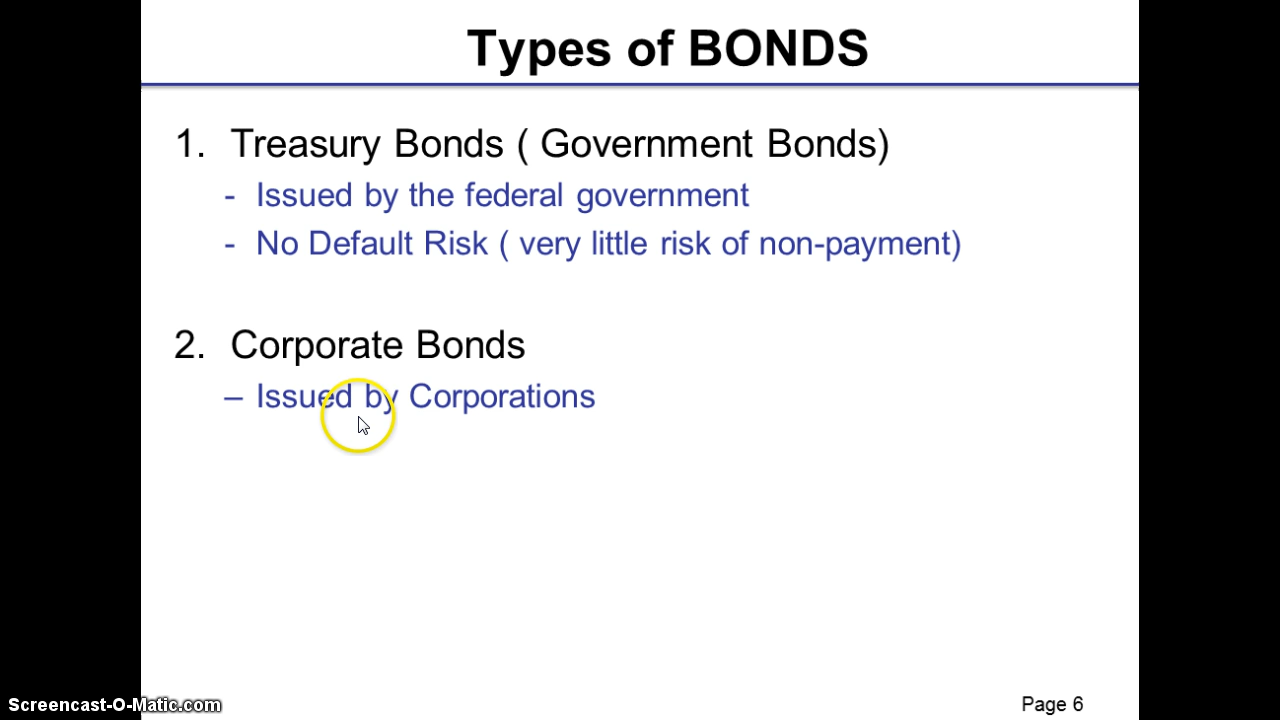 Types of BONDS
1. Treasury Bonds ( Government Bonds)
- Issued by the federal government
- No Default Risk ( very little risk of non-payment)
2. Corporate Bonds
– Issued by Corporations
Screencast-O-Matic.com
Page 6